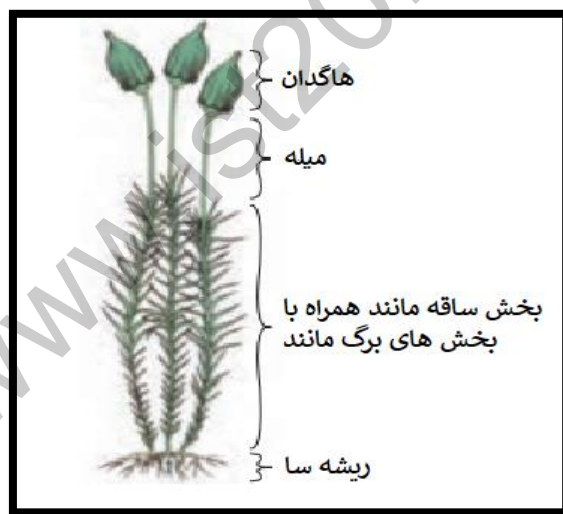 هاگدان
میله
بخش ساقه مانند همراه با
بخش های برگ مانند
ریشه سا